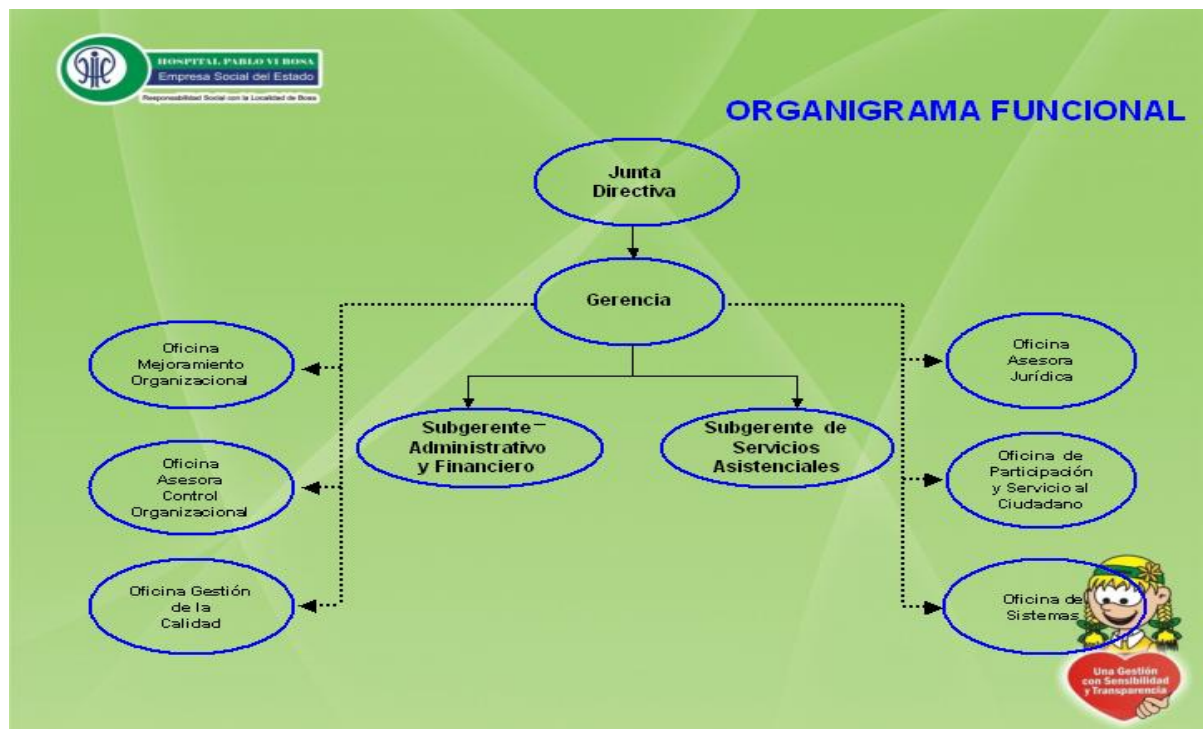 HOSPITAL PABLO VI BOSA
Empresa Social del Estado
Responsabilidad Social con la Localidad de Bosa
ORGANIGRAMA FUNCIONAL
Junta
Directiva
Gerencia
Oficina
Mejoramiento
Organizacional
Oficina
Asesora
Jurídica
Subgerente–
Administrativo
y Financiero
Subgerente de
Servicios
Asistenciales
Oficina
Asesora
Control
Organizacional
Oficina de
Participación
y Servicio al
Ciudadano
Oficina Gestión
de la
Calidad
Oficina de
Sistemas
Una Gestión
con Sensibilidad
y Transparencia